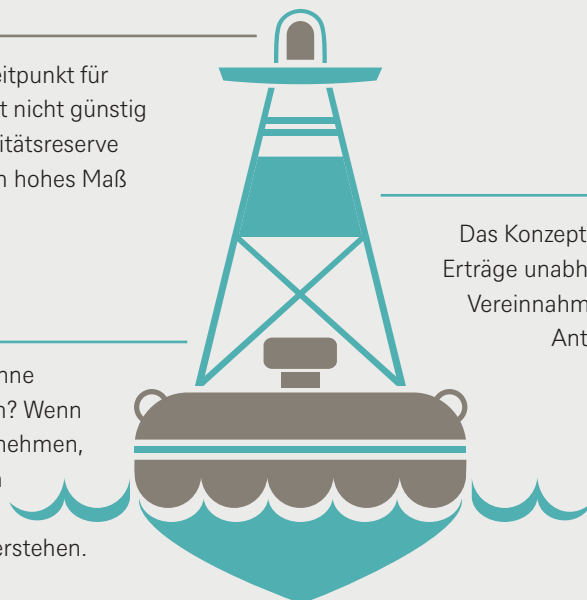 eitpunkt für
t nicht günstig
itätsreserve
n hohes Maß
Das Konzept
Erträge unabh
Vereinnahm
Ant
nne
n? Wenn
nehmen,
n
erstehen.